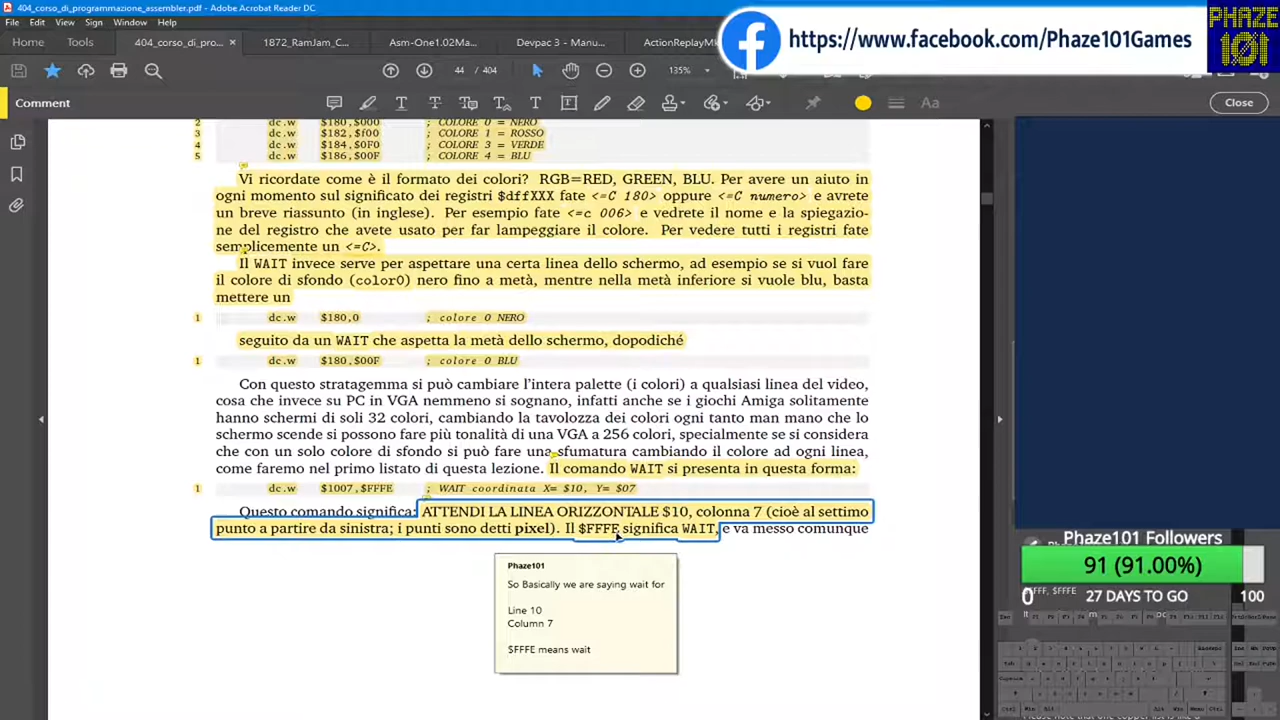 404_corso_di_programmazione_assembler.pdf - Adobe Acrobat Reader DC
File Edit View Sign Window Help
Home Tools 404_corso_di_pro... × 1872_RamJam_C... Asm-One1.02Ma... Devpac 3 - Manu... ActionReplayMk
https://www.facebook.com/Phaze101Games
PHAZE
101
44 / 404 135%
Comment
Close
2 dc.w $180,$000 ; COLORE 0 = NERO
3 dc.w $182,$f00 ; COLORE 1 = ROSSO
4 dc.w $184,$0F0 ; COLORE 3 = VERDE
5 dc.w $186,$00F ; COLORE 4 = BLU
Vi ricordate come è il formato dei colori? RGB=RED, GREEN, BLU. Per avere un aiuto in
ogni momento sul significato dei registri $dffXXX fate <=C 180> oppure <=C numero> e avrete
un breve riassunto (in inglese). Per esempio fate <=c 006> e vedrete il nome e la spiegazio-
ne del registro che avete usato per far lampeggiare il colore. Per vedere tutti i registri fate
semplicemente un <=C>.
Il WAIT invece serve per aspettare una certa linea dello schermo, ad esempio se si vuol fare
il colore di sfondo (color0) nero fino a metà, mentre nella metà inferiore si vuole blu, basta
mettere un
1 dc.w $180,0 ; colore 0 NERO
seguito da un WAIT che aspetta la metà dello schermo, dopodiché
1 dc.w $180,$00F ; colore 0 BLU
Con questo stratagemma si può cambiare l'intera palette (i colori) a qualsiasi linea del video,
cosa che invece su PC in VGA nemmeno si sognano, infatti anche se i giochi Amiga solitamente
hanno schermi di soli 32 colori, cambiando la tavolozza dei colori ogni tanto man mano che lo
schermo scende si possono fare più tonalità di una VGA a 256 colori, specialmente se si considera
che con un solo colore di sfondo si può fare una sfumatura cambiando il colore ad ogni linea,
come faremo nel primo listato di questa lezione. Il comando WAIT si presenta in questa forma:
1 dc.w $1007,$FFFE ; WAIT coordinata X= $10, Y= $07
Questo comando significa: ATTENDI LA LINEA ORIZZONTALE $10, colonna 7 (cioè al settimo
punto a partire da sinistra; i punti sono detti pixel). Il $FFFE significa WAIT, e va messo comunque
Phaze101
So Basically we are saying wait for
Line 10
Column 7
$FFFE means wait
Phaze101 Followers
91 (91.00%)
0 27 DAYS TO GO 100